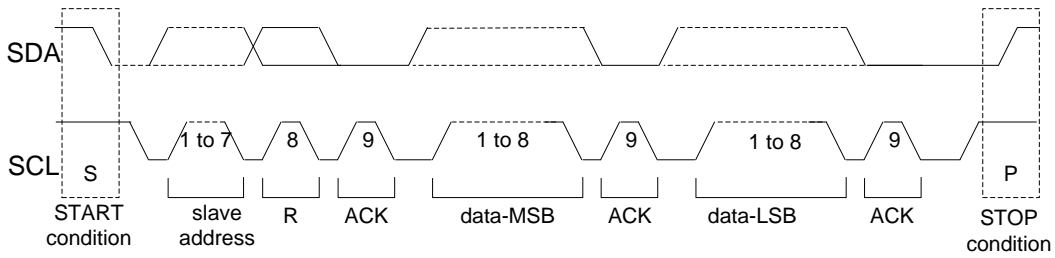 SDA
1 to 7 8 9 1 to 8 9 1 to 8 9
SCL S P
START condition slave address R ACK data-MSB ACK data-LSB ACK STOP condition